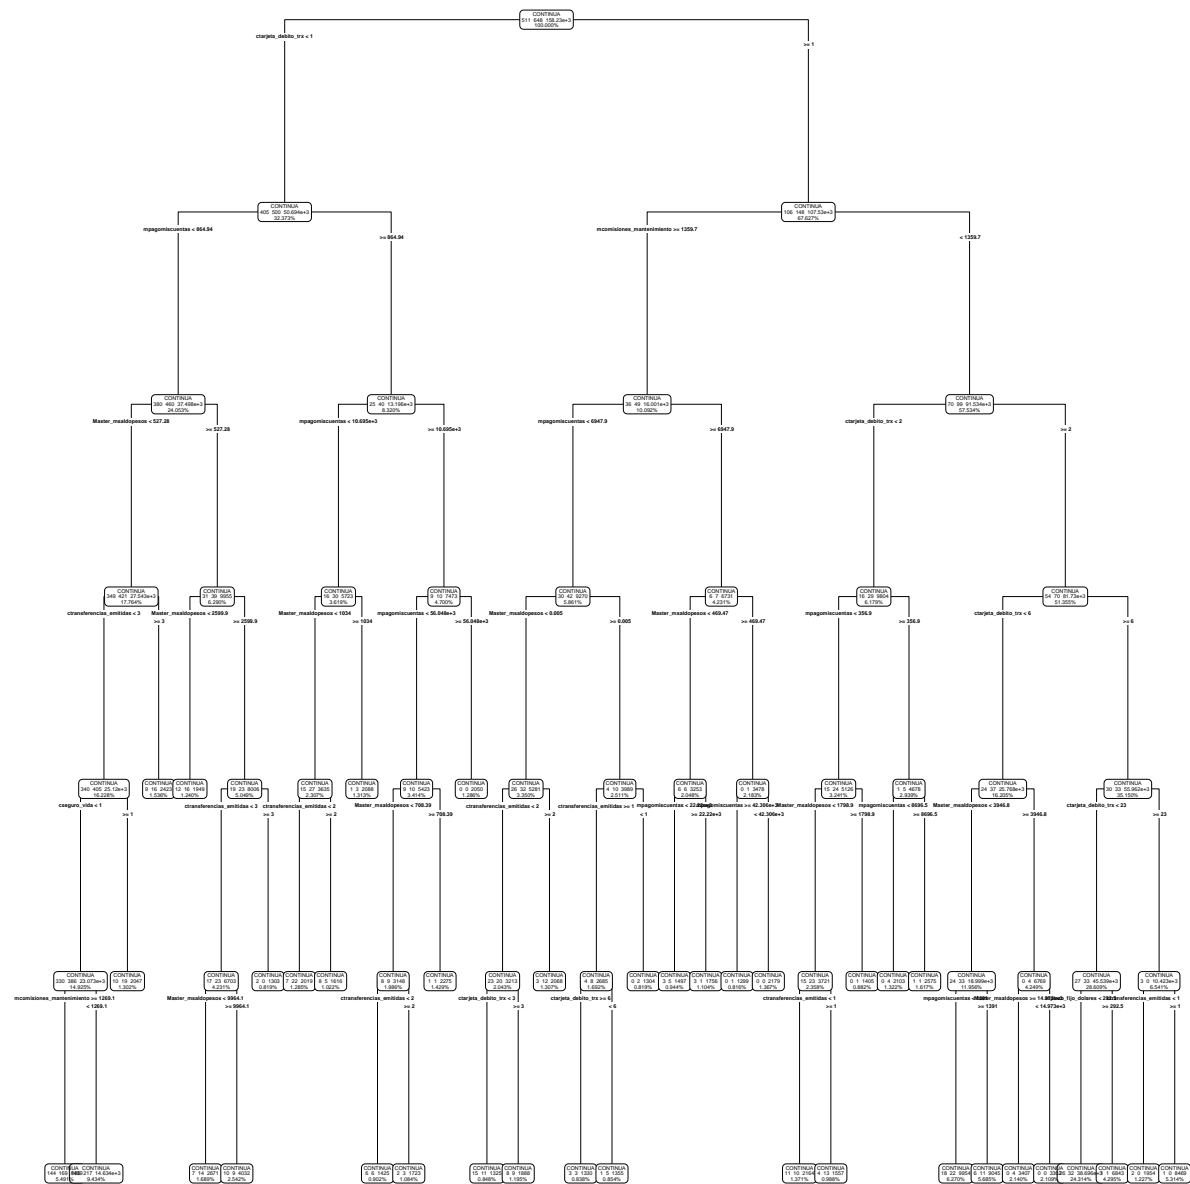 CONTINUA
511 648 158.23e+3
100.000%
ctarjeta_debito_trx < 1
>= 1
CONTINUA
405 500 50.694e+3
32.373%
CONTINUA
106 148 107.53e+3
67.627%
mpagomiscuentas < 864.94
>= 864.94
mcomisiones_mantenimiento >= 1359.7
< 1359.7
CONTINUA
380 460 37.498e+3
24.053%
CONTINUA
25 40 13.196e+3
8.320%
CONTINUA
36 49 16.001e+3
10.092%
CONTINUA
70 99 91.534e+3
57.534%
Master_msaldopesos < 527.28
>= 527.28
mpagomiscuentas < 10.695e+3
>= 10.695e+3
mpagomiscuentas < 6947.9
>= 6947.9
ctarjeta_debito_trx < 2
>= 2
CONTINUA
349 421 27.543e+3
17.764%
CONTINUA
31 39 9955
6.290%
CONTINUA
16 30 5723
3.619%
CONTINUA
9 10 7473
4.700%
CONTINUA
30 42 9270
5.861%
CONTINUA
6 7 6731
4.231%
CONTINUA
16 29 9804
6.179%
CONTINUA
54 70 81.73e+3
51.355%
ctransferencias_emitidas < 3
>= 3
Master_msaldopesos < 2599.9
>= 2599.9
Master_msaldopesos < 1034
>= 1034
mpagomiscuentas < 56.048e+3
>= 56.048e+3
Master_msaldopesos < 0.005
>= 0.005
Master_msaldopesos < 469.47
>= 469.47
mpagomiscuentas < 356.9
>= 356.9
ctarjeta_debito_trx < 6
>= 6
CONTINUA
340 405 25.12e+3
16.228%
CONTINUA
9 16 2423
1.536%
CONTINUA
12 16 1949
1.240%
CONTINUA
19 23 8006
5.049%
CONTINUA
15 27 3635
2.307%
CONTINUA
1 3 2088
1.313%
CONTINUA
9 10 5423
3.414%
CONTINUA
0 0 2050
1.286%
CONTINUA
26 32 5281
3.350%
CONTINUA
4 10 3989
2.511%
CONTINUA
6 6 3253
2.048%
CONTINUA
0 1 3478
2.183%
CONTINUA
15 24 5126
3.241%
CONTINUA
1 5 4678
2.939%
CONTINUA
24 37 25.768e+3
16.205%
CONTINUA
30 33 55.962e+3
35.150%
cseguro_vida < 1
>= 1
ctransferencias_emitidas < 3
>= 3
ctransferencias_emitidas < 2
>= 2
Master_msaldopesos < 708.39
>= 708.39
ctransferencias_emitidas < 2
>= 2
ctransferencias_emitidas >= 1
< 1
>= 22.22e+3
>= 42.306e+3
< 42.306e+3
Master_msaldopesos < 1798.9
>= 1798.9
mpagomiscuentas < 8696.5
>= 8696.5
Master_msaldopesos < 3946.8
>= 3946.8
ctarjeta_debito_trx < 23
>= 23
CONTINUA
330 386 23.073e+3
14.925%
CONTINUA
10 19 2047
1.302%
CONTINUA
17 23 6703
4.231%
CONTINUA
2 0 1303
0.819%
CONTINUA
7 22 2019
1.285%
CONTINUA
8 5 1616
1.022%
CONTINUA
8 9 3148
1.986%
CONTINUA
1 1 2275
1.429%
CONTINUA
23 20 3213
2.043%
CONTINUA
3 12 2068
1.307%
CONTINUA
4 8 2685
1.692%
CONTINUA
0 2 1304
0.819%
CONTINUA
3 5 1497
0.944%
CONTINUA
3 1 1756
1.104%
CONTINUA
0 1 1299
0.816%
CONTINUA
0 0 2179
1.367%
CONTINUA
15 23 3721
2.359%
CONTINUA
0 1 1405
0.882%
CONTINUA
0 4 2103
1.322%
CONTINUA
1 1 2575
1.617%
CONTINUA
24 33 18.999e+3
11.956%
CONTINUA
0 4 6769
4.249%
CONTINUA
27 33 45.539e+3
28.609%
CONTINUA
3 0 10.423e+3
6.541%
mcomisiones_mantenimiento >= 1269.1
< 1269.1
Master_msaldopesos < 9964.1
>= 9964.1
ctransferencias_emitidas < 2
>= 2
ctarjeta_debito_trx < 3
>= 3
ctarjeta_debito_trx >= 6
< 6
ctransferencias_emitidas < 1
>= 1
>= 1391
< 14.973e+3
>= 292.5
>= 1
144 169
5.491%
217 14.634e+3
9.434%
CONTINUA
7 14 2671
1.689%
CONTINUA
10 9 4032
2.542%
CONTINUA
6 6 1425
0.902%
CONTINUA
2 3 1723
1.084%
CONTINUA
15 11 1325
0.848%
CONTINUA
8 9 1888
1.195%
CONTINUA
3 3 1330
0.838%
CONTINUA
1 5 1355
0.854%
CONTINUA
11 10 2164
1.371%
CONTINUA
4 13 1557
0.988%
CONTINUA
18 22 9954
6.270%
CONTINUA
6 11 9045
5.685%
CONTINUA
0 4 3407
2.140%
CONTINUA
2.109%
CONTINUA
24.314%
CONTINUA
1 6843
4.295%
CONTINUA
2 0 1954
1.227%
CONTINUA
1 0 8469
5.314%